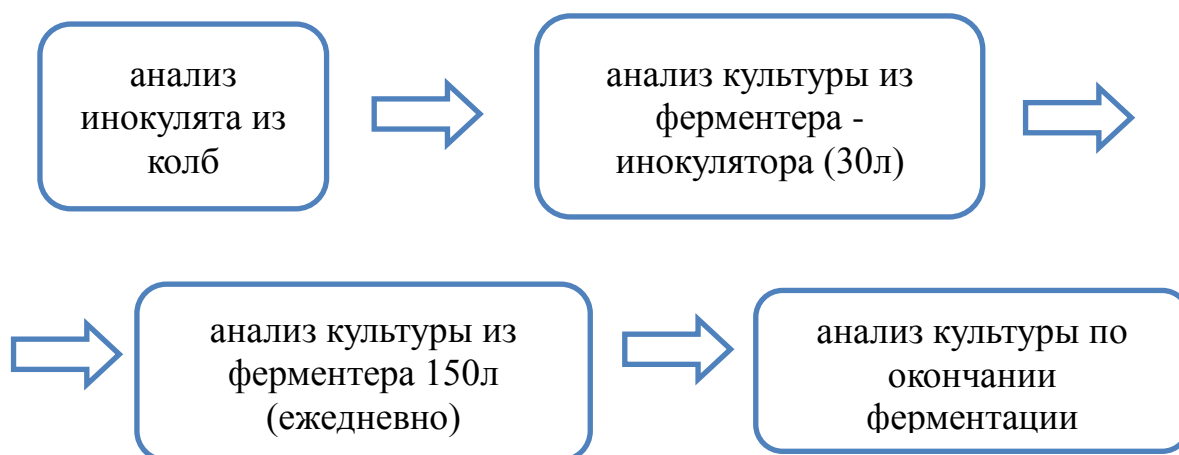 анализ
инокулята из
колб
анализ культуры из
ферментера -
инокулятора (30л)
анализ культуры из
ферментера 150л
(ежедневно)
анализ культуры по
окончании
ферментации